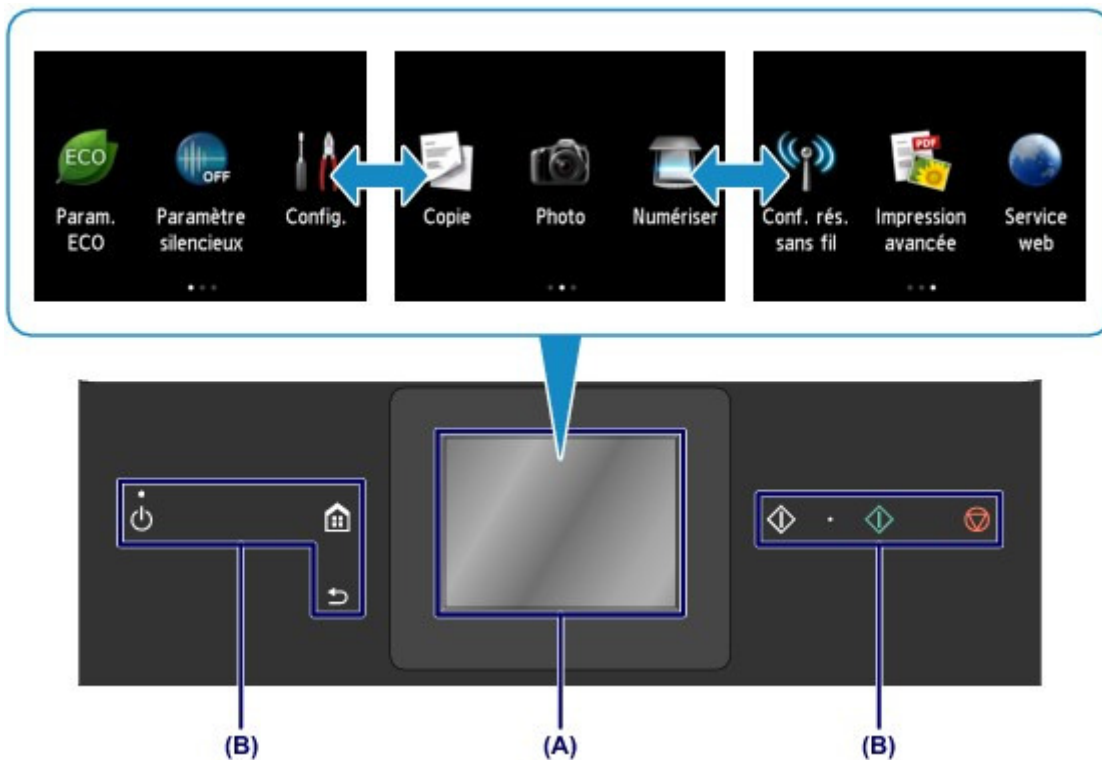 ECO
OFF
PDF
Param.
ECO
Paramètre
silencieux
Config.
Copie
Photo
Numériser
Conf. rés.
sans fil
Impression
avancée
Service
web
(B)
(A)
(B)